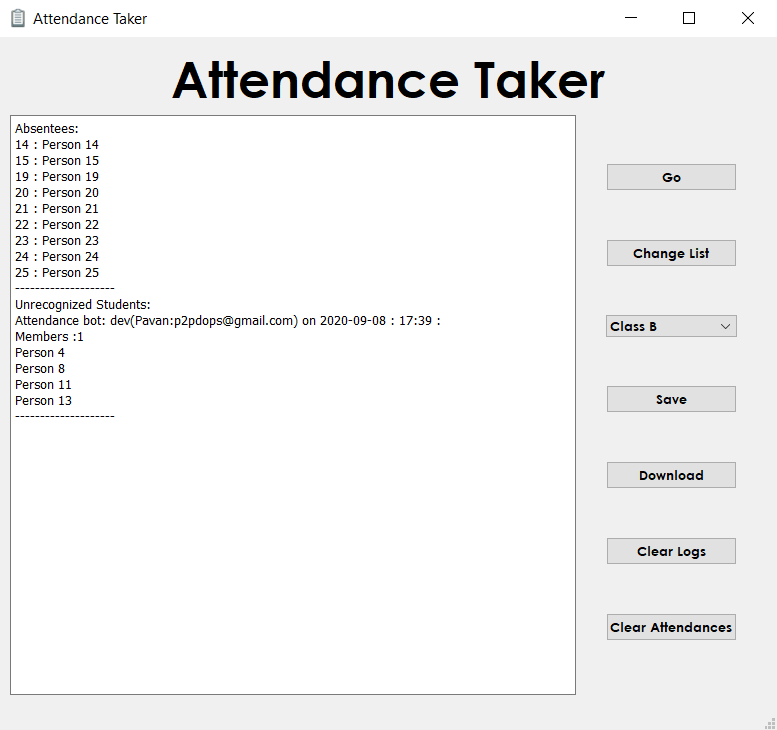 Attendance Taker
Attendance Taker
Absentees:
14 : Person 14
15 : Person 15
19 : Person 19
20 : Person 20
21 : Person 21
22 : Person 22
23 : Person 23
24 : Person 24
25 : Person 25
--------------------
Unrecognized Students:
Attendance bot: dev(Pavan:p2pdops@gmail.com) on 2020-09-08 : 17:39 :
Members :1
Person 4
Person 8
Person 11
Person 13
--------------------
Go
Change List
Class B
Save
Download
Clear Logs
Clear Attendances